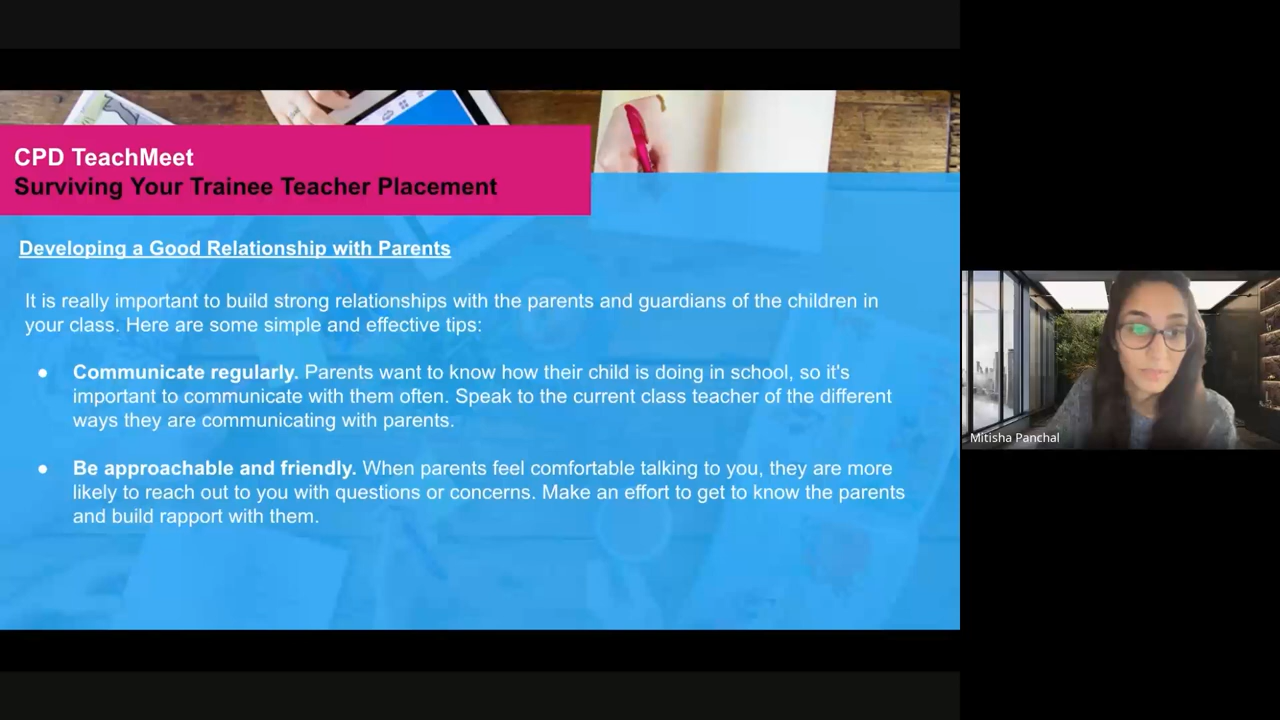 CPD TeachMeet
Surviving Your Trainee Teacher Placement
Developing a Good Relationship with Parents
It is really important to build strong relationships with the parents and guardians of the children in
your class. Here are some simple and effective tips:
● Communicate regularly. Parents want to know how their child is doing in school, so it's
important to communicate with them often. Speak to the current class teacher of the different
ways they are communicating with parents.
● Be approachable and friendly. When parents feel comfortable talking to you, they are more
likely to reach out to you with questions or concerns. Make an effort to get to know the parents
and build rapport with them.
Mitisha Panchal